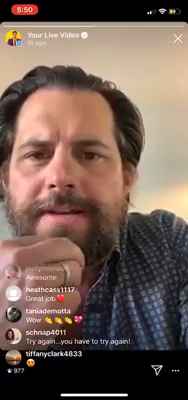 5:50
Your Live Video
1h ago
Awesome
heathcass1117
Great job❤️
taniademotta
Wow 👏👏👏💖
schnap4011
Try again...you have to try again!
tiffanyclark4833
😍
977